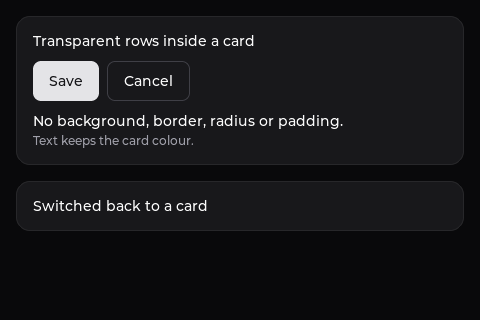 Transparent rows inside a card
Save
Cancel
No background, border, radius or padding.
Text keeps the card colour.
Switched back to a card